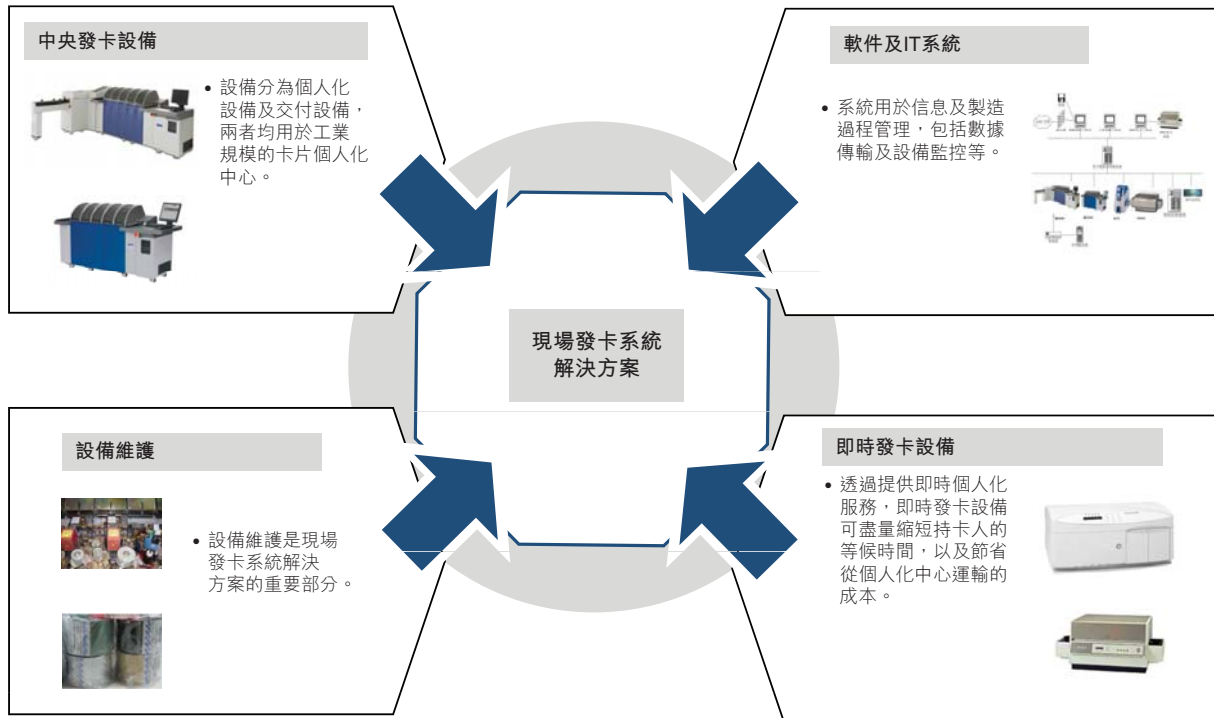 中央發卡設備
• 設備分為個人化
設備及交付設備，
兩者均用於工業
規模的卡片個人化
中心。
軟件及IT系統
• 系統用於信息及製造
過程管理，包括數據
傳輸及設備監控等。
現場發卡系統
解決方案
設備維護
• 設備維護是現場
發卡系統解決
方案的重要部分。
即時發卡設備
• 透過提供即時個人化
服務，即時發卡設備
可盡量縮短持卡人的
等候時間，以及節省
從個人化中心運輸的
成本。